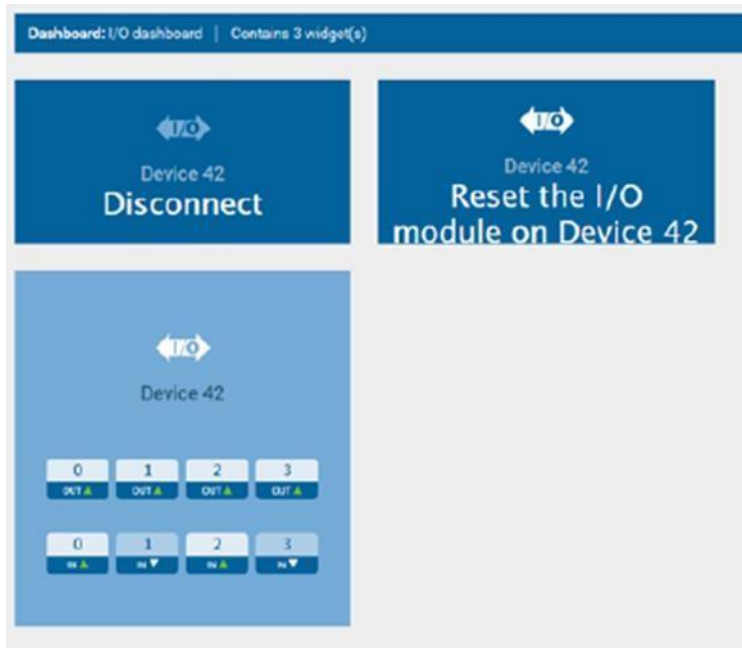 Dashboard: I/O dashboard | Contains 3 widget(s)
I/O
Device 42
Disconnect
I/O
Device 42
Reset the I/O
module on Device 42
I/O
Device 42
0 1 2 3
OUT OUT OUT OUT
0 1 2 3
IN IN IN IN